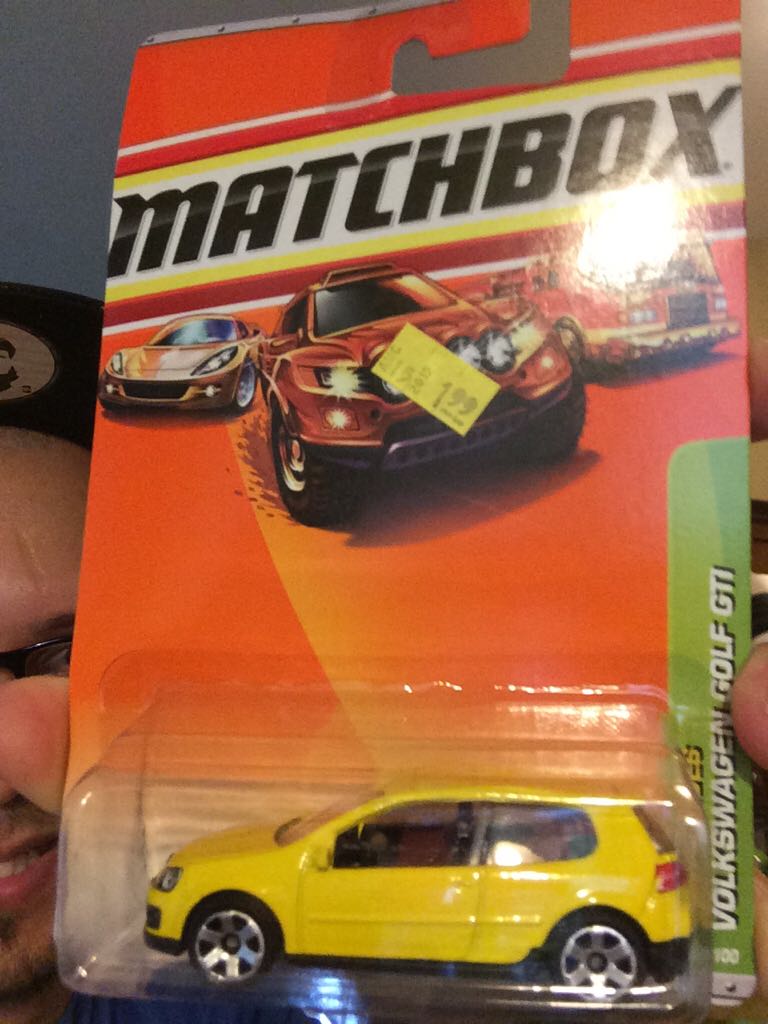 MATCHBOX
1.99
VOLKSWAGEN GOLF GTI
100